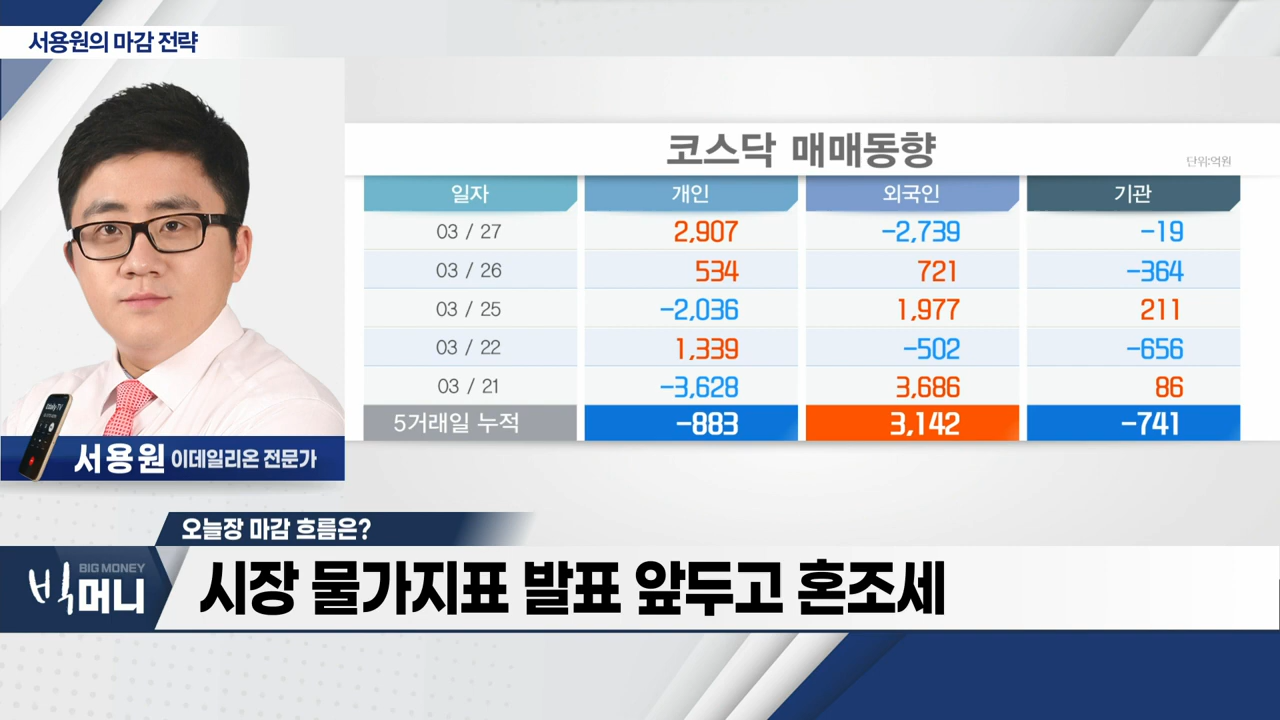 서용원의 마감 전략
코스닥 매매동향
단위:억원
일자 개인 외국인 기관
03 / 27 2,907 -2,739 -19
03 / 26 534 721 -364
03 / 25 -2,036 1,977 211
03 / 22 1,339 -502 -656
03 / 21 -3,628 3,686 86
5거래일 누적 -883 3,142 -741
서용원 이데일리온 전문가
오늘장 마감 흐름은?
BIG MONEY
빅머니
시장 물가지표 발표 앞두고 혼조세